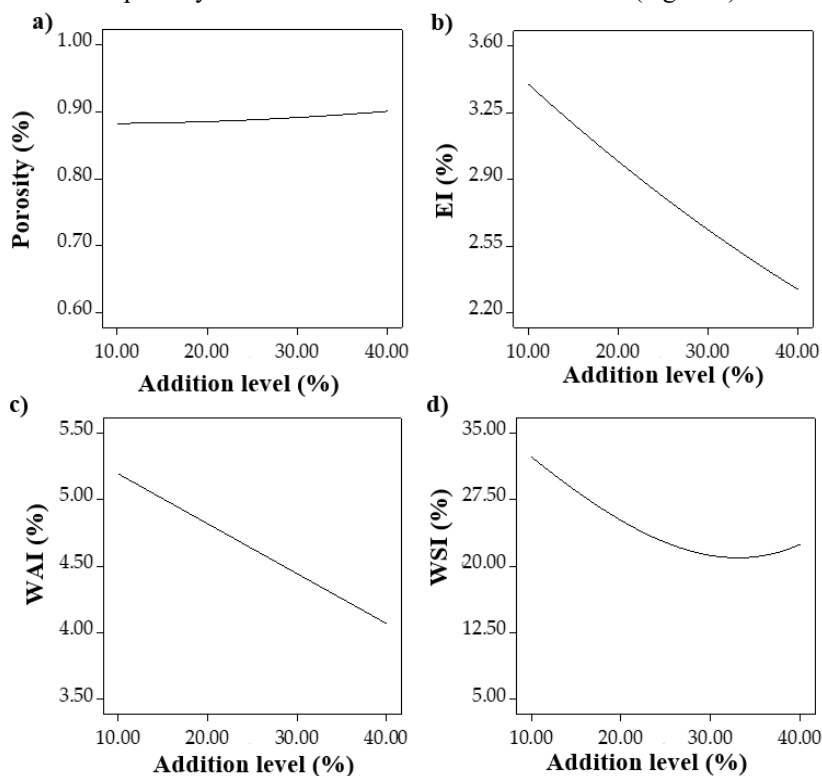 a)
1.00
0.90
0.80
0.70
0.60
Porosity (%)
10.00 20.00 30.00 40.00
Addition level (%)
b)
3.60
3.25
2.90
2.55
2.20
EI (%)
10.00 20.00 30.00 40.00
Addition level (%)
c)
5.50
5.00
4.50
4.00
3.50
WAI (%)
10.00 20.00 30.00 40.00
Addition level (%)
d)
35.00
27.50
20.00
12.50
5.00
WSI (%)
10.00 20.00 30.00 40.00
Addition level (%)